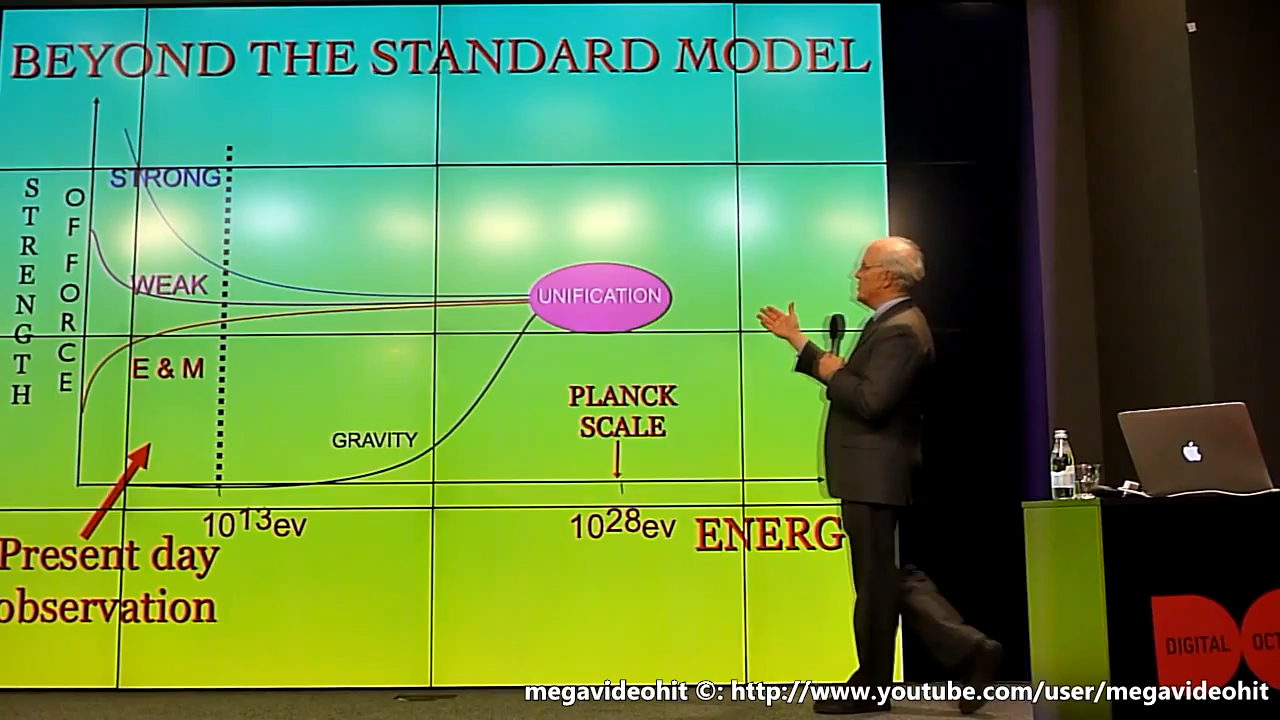 BEYOND THE STANDARD MODEL
STRENGTH
OF FORCE
STRONG
WEAK
E & M
GRAVITY
UNIFICATION
PLANCK
SCALE
10¹³ev
10²⁸ev
ENERG
Present day
observation
DIGITAL OCT
megavideohit ©: http://www.youtube.com/user/megavideohit